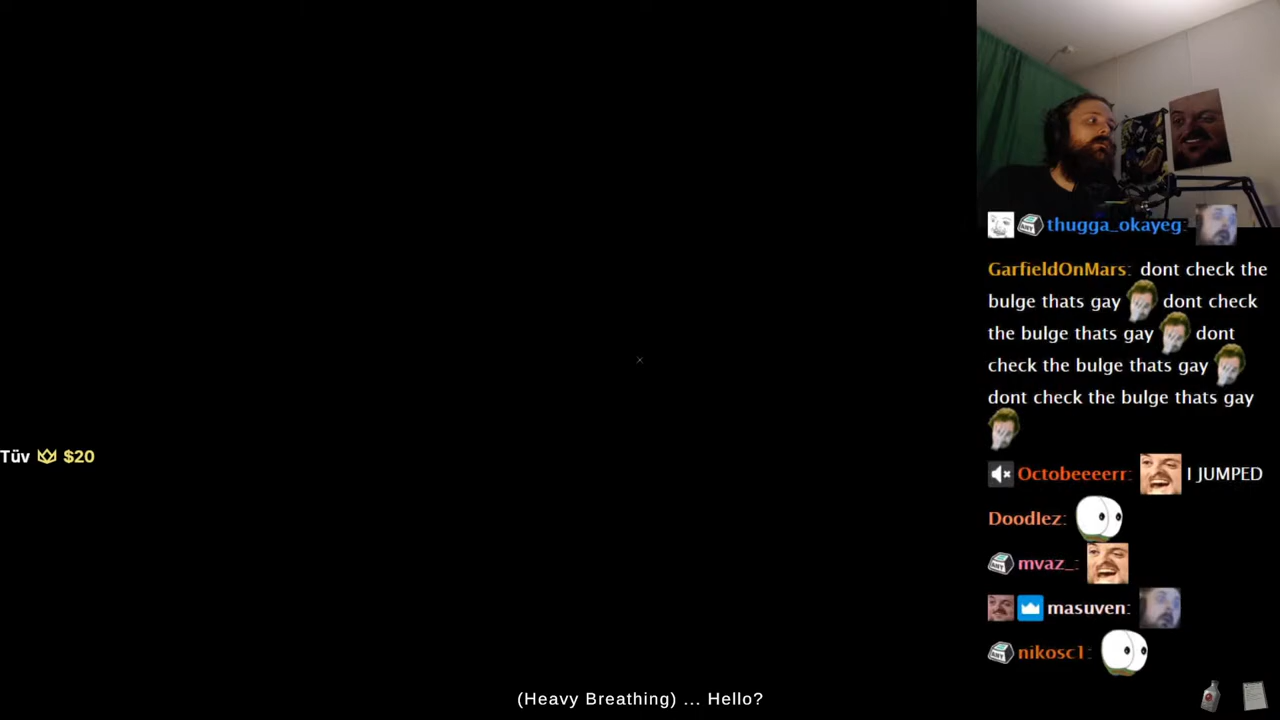 thugga_okayeg:
GarfieldOnMars: dont check the
bulge thats gay dont check
the bulge thats gay dont
check the bulge thats gay
dont check the bulge thats gay
Tüv $20
Octobeeeerr: I JUMPED
Doodlez:
mvaz_:
masuven:
nikosc1:
(Heavy Breathing) ... Hello?